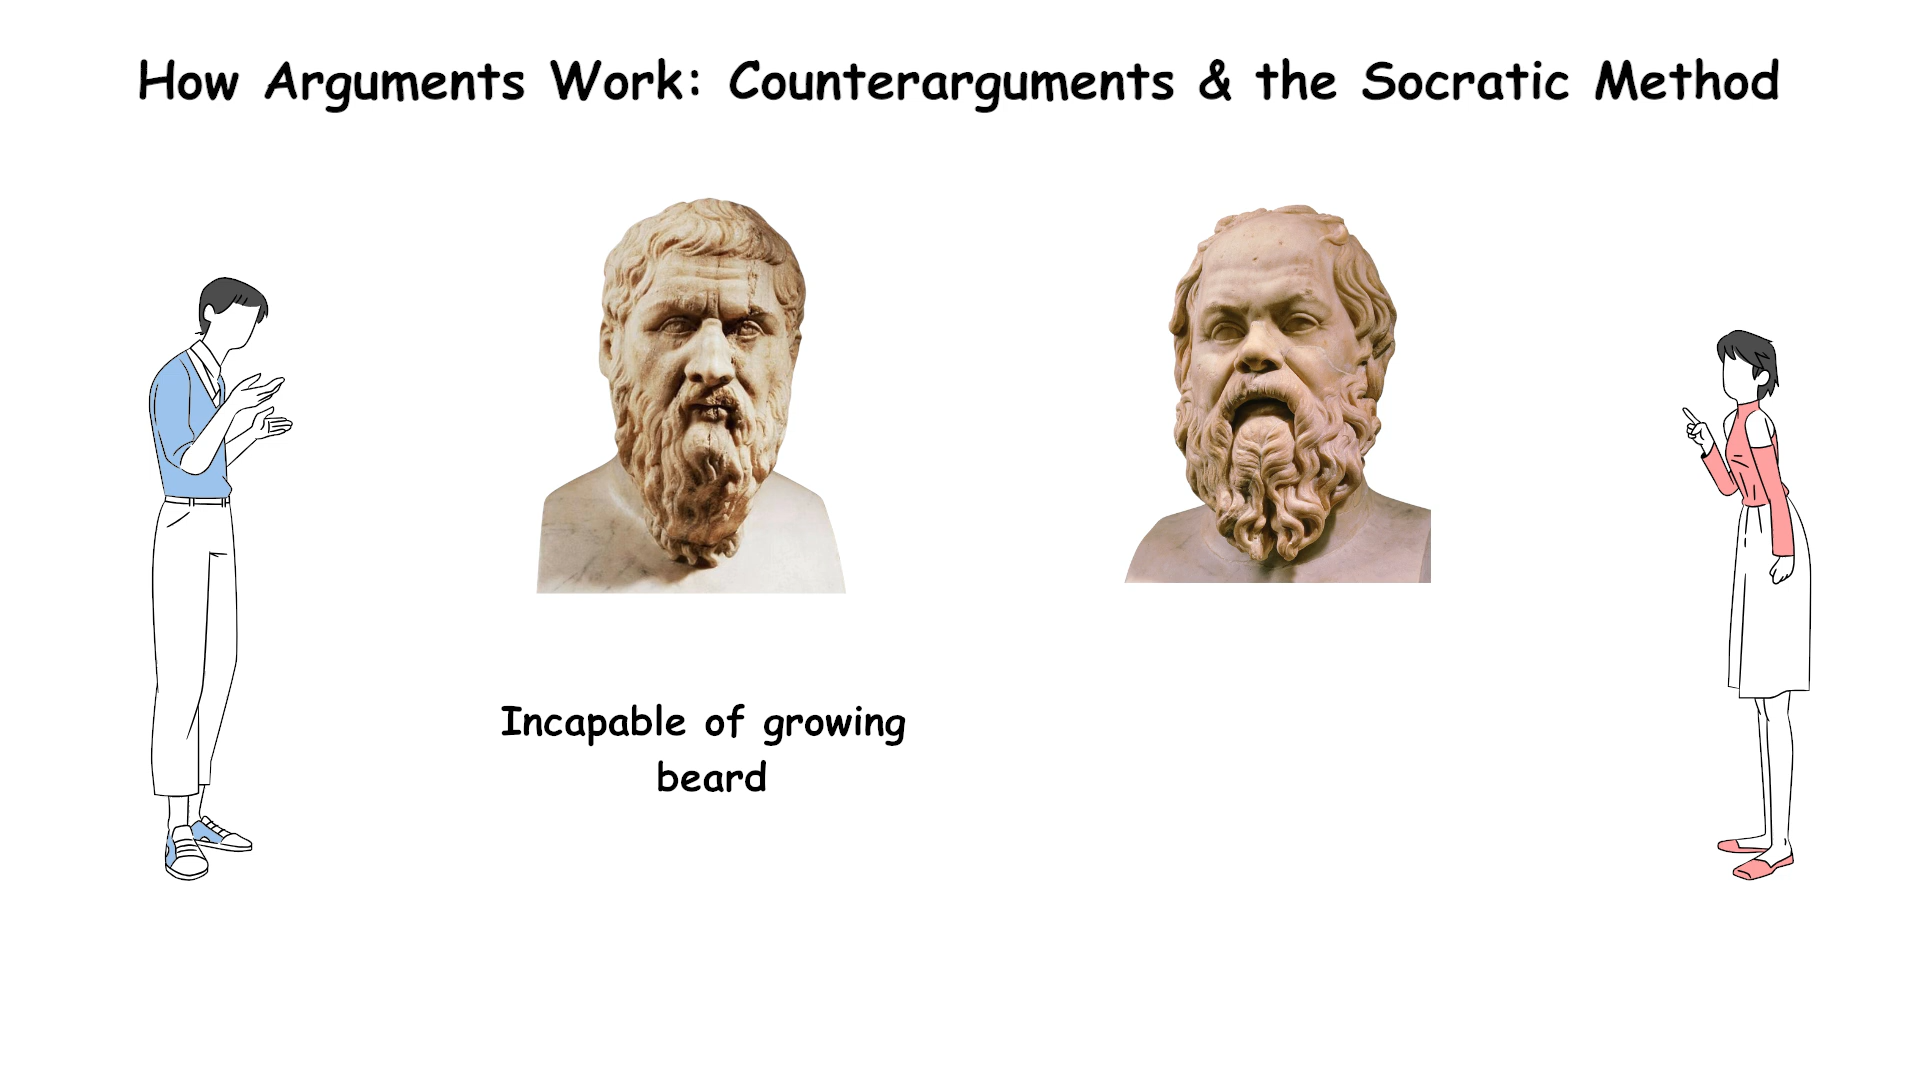 How Arguments Work: Counterarguments & the Socratic Method
Incapable of growing
beard